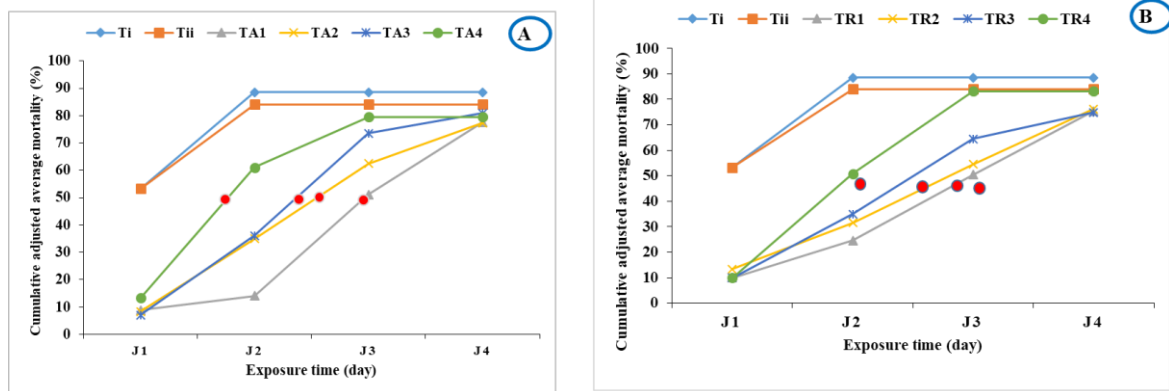 Ti Tii TA1 TA2 TA3 TA4
A
Cumulative adjusted average mortality (%)
100
90
80
70
60
50
40
30
20
10
0
J1 J2 J3 J4
Exposure time (day)
Ti Tii TR1 TR2 TR3 TR4
B
Cumulative adjusted average mortality (%)
100
90
80
70
60
50
40
30
20
10
0
J1 J2 J3 J4
Exposure time (day)